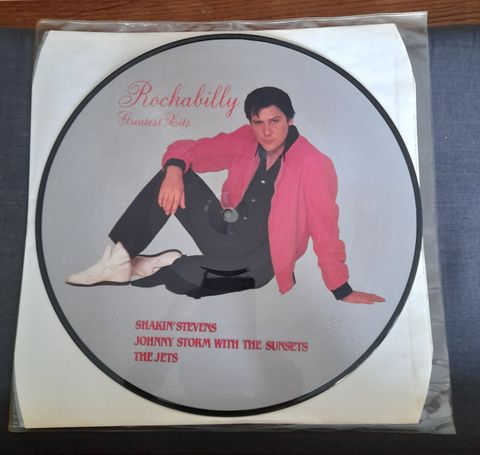 Rockabilly
Greatest Hits
SHAKIN' STEVENS
JOHNNY STORM WITH THE SUNSETS
THE JETS